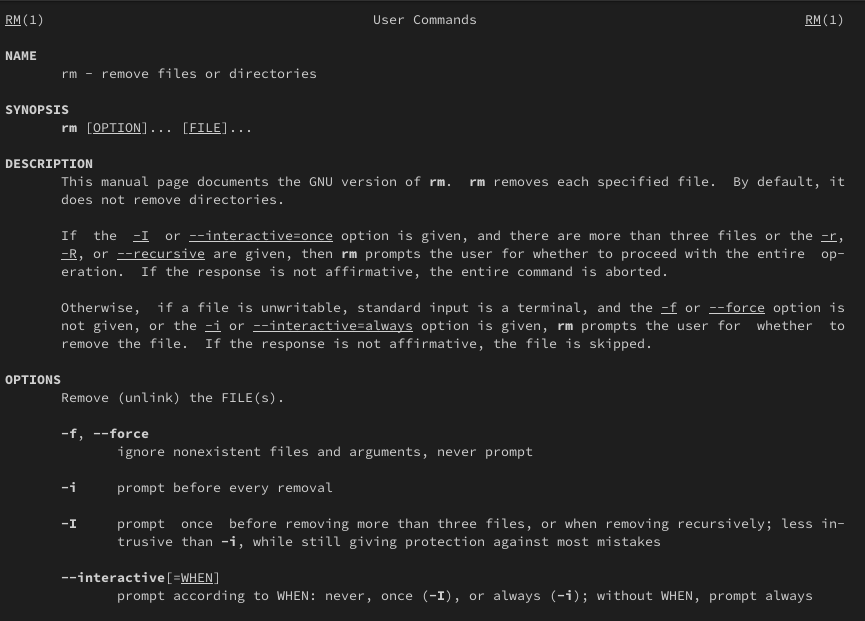 RM(1) User Commands RM(1)
NAME
rm - remove files or directories
SYNOPSIS
rm [OPTION]... [FILE]...
DESCRIPTION
This manual page documents the GNU version of rm.  rm removes each specified file.  By default, it
does not remove directories.
If  the  -I  or --interactive=once option is given, and there are more than three files or the -r,
-R, or --recursive are given, then rm prompts the user for whether to proceed with the entire  op-
eration.  If the response is not affirmative, the entire command is aborted.
Otherwise,  if a file is unwritable, standard input is a terminal, and the -f or --force option is
not given, or the -i or --interactive=always option is given, rm prompts the user for  whether  to
remove the file.  If the response is not affirmative, the file is skipped.
OPTIONS
Remove (unlink) the FILE(s).
-f, --force
ignore nonexistent files and arguments, never prompt
-i     prompt before every removal
-I     prompt  once  before removing more than three files, or when removing recursively; less in-
trusive than -i, while still giving protection against most mistakes
--interactive[=WHEN]
prompt according to WHEN: never, once (-I), or always (-i); without WHEN, prompt always